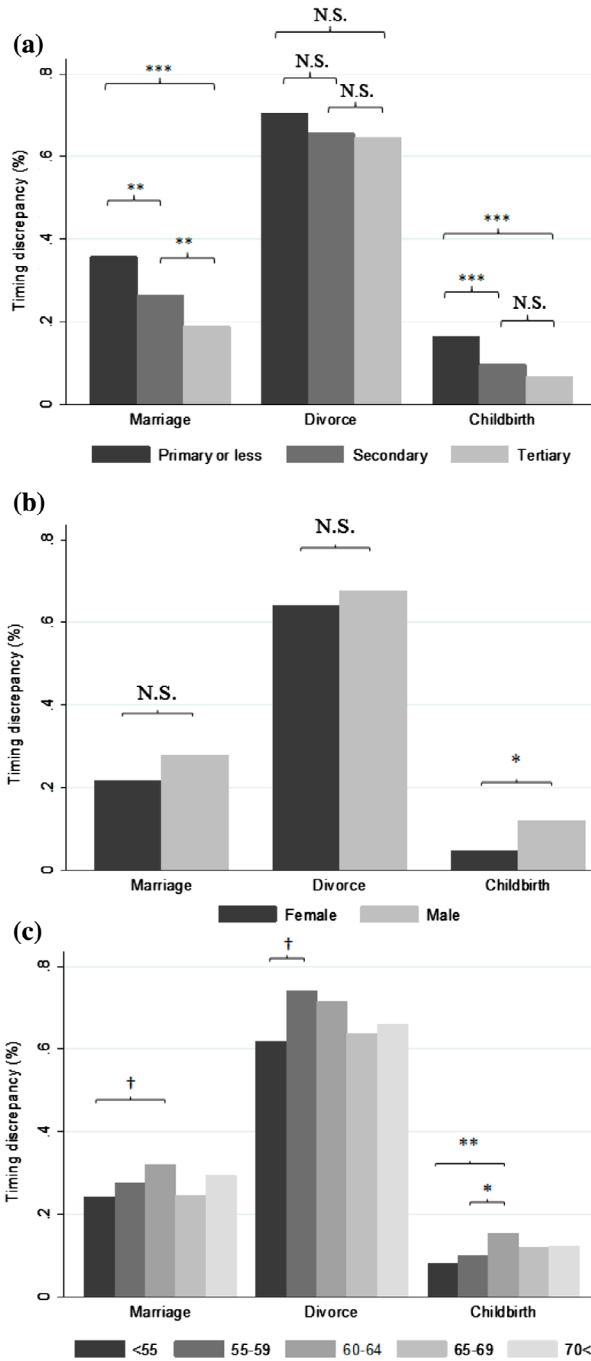 (a)
N.S.
***
N.S.
N.S.
**
**
***
***
N.S.
Timing discrepancy (%)
.8
.6
.4
.2
0
Marriage Divorce Childbirth
Primary or less Secondary Tertiary
(b)
N.S.
N.S.
*
Timing discrepancy (%)
.8
.6
.4
.2
0
Marriage Divorce Childbirth
Female Male
(c)
†
†
**
*
Timing discrepancy (%)
.8
.6
.4
.2
0
Marriage Divorce Childbirth
<55 55-59 60-64 65-69 70<